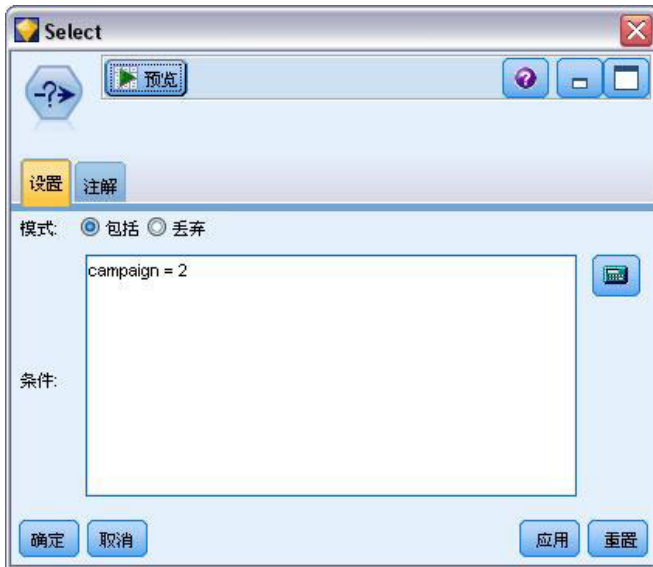 Select
预览
设置 注解
模式: 包括 丢弃
campaign = 2
条件:
确定 取消 应用 重置